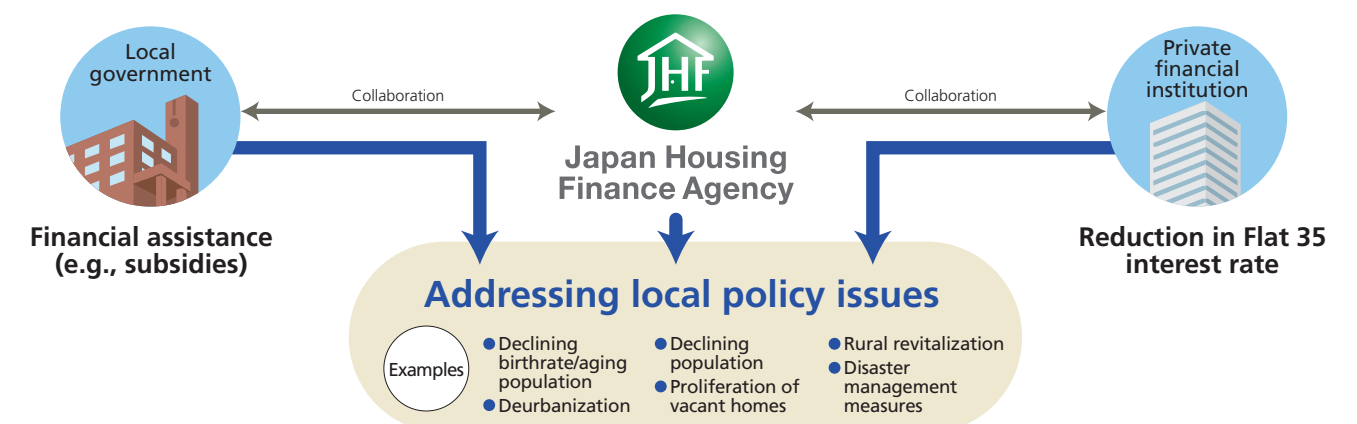 Local
government
Collaboration
JHF
Collaboration
Private
financial
institution
Japan Housing
Finance Agency
Financial assistance
(e.g., subsidies)
Reduction in Flat 35
interest rate
Addressing local policy issues
Examples
Declining
birthrate/aging
population
Deurbanization
Declining
population
Proliferation of
vacant homes
Rural revitalization
Disaster
management
measures